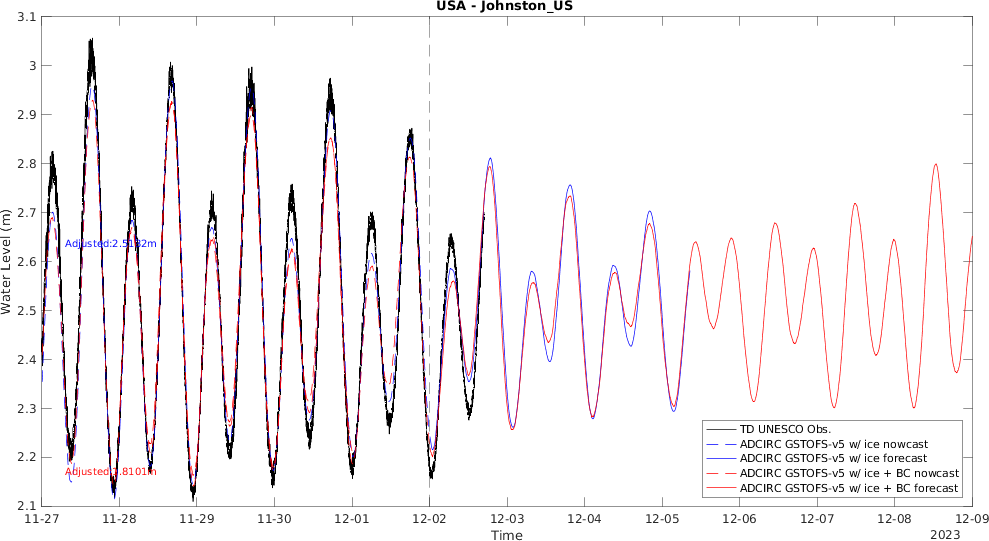 USA - Johnston_US
3.1
3
2.9
2.8
2.7
2.6
2.5
2.4
2.3
2.2
2.1
Water Level (m)
Adjusted:2.5132m
Adjusted:1.8101m
TD UNESCO Obs.
ADCIRC GSTOFS-v5 w/ ice nowcast
ADCIRC GSTOFS-v5 w/ ice forecast
ADCIRC GSTOFS-v5 w/ ice + BC nowcast
ADCIRC GSTOFS-v5 w/ ice + BC forecast
11-27 11-28 11-29 11-30 12-01 12-02 12-03 12-04 12-05 12-06 12-07 12-08 12-09
Time
2023